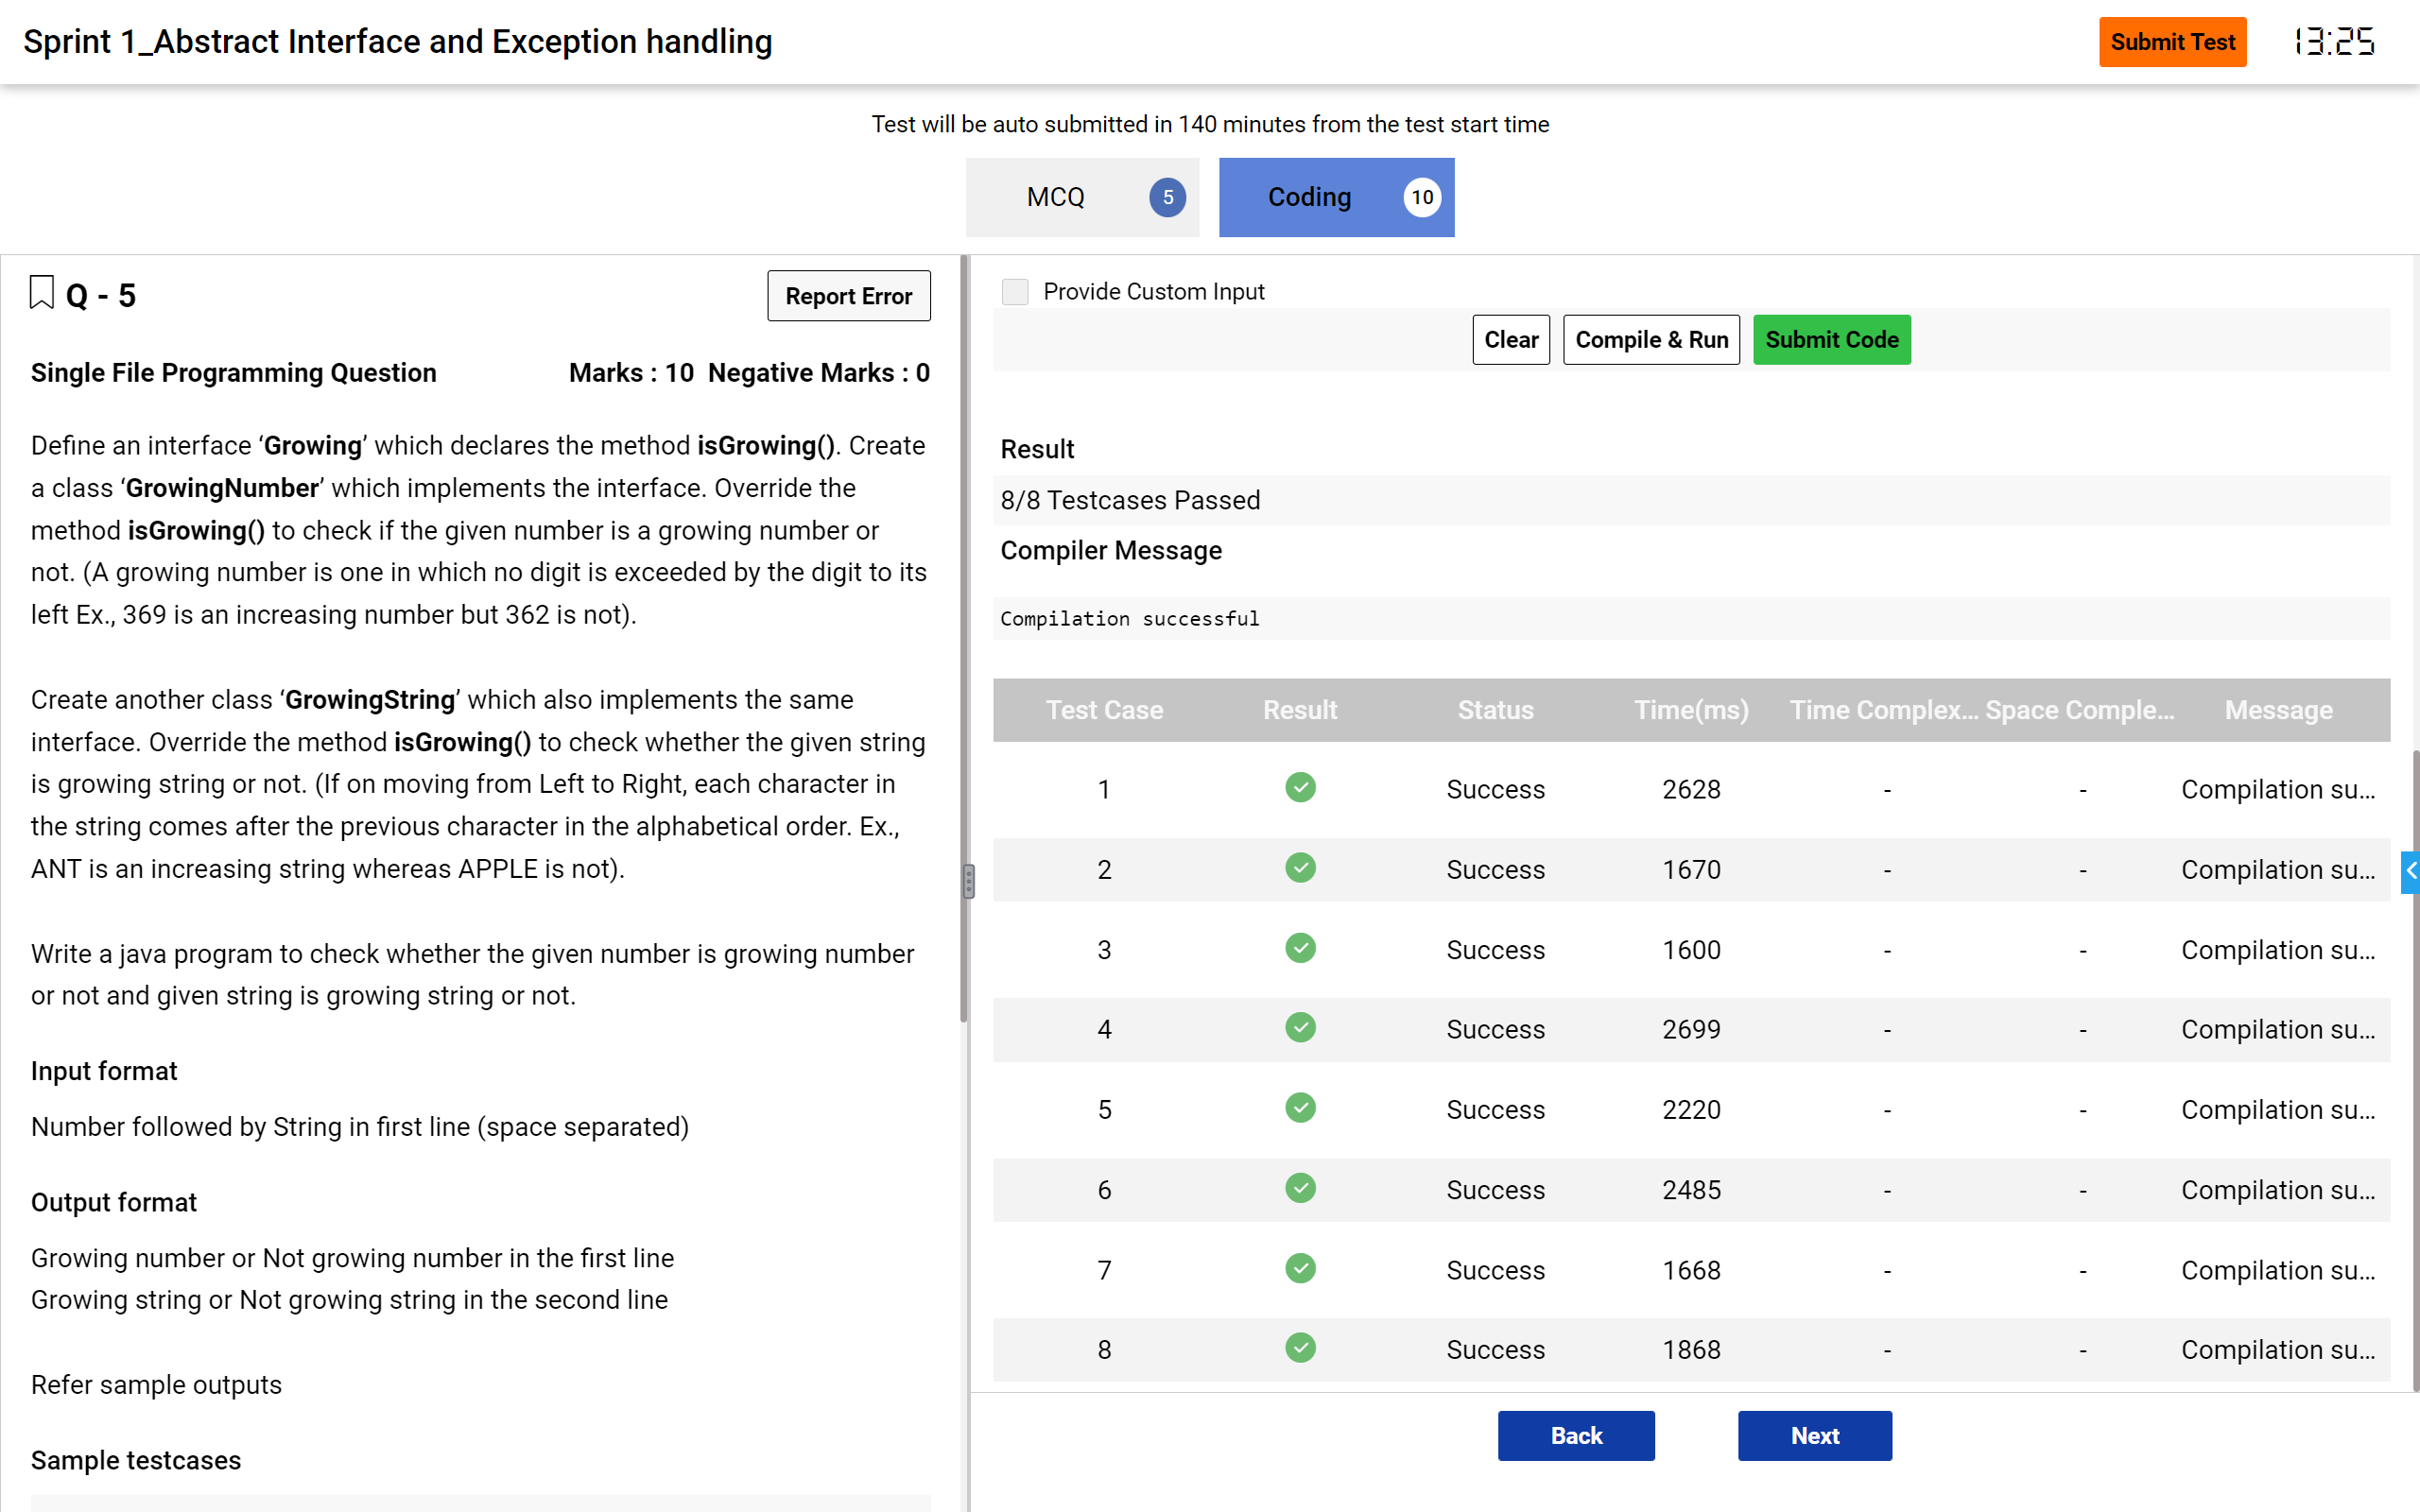 Sprint 1_Abstract Interface and Exception handling
Submit Test
13:25
Test will be auto submitted in 140 minutes from the test start time
MCQ 5
Coding 10
Q - 5
Report Error
Single File Programming Question
Marks : 10 Negative Marks : 0
Define an interface ‘Growing’ which declares the method isGrowing(). Create
a class ‘GrowingNumber’ which implements the interface. Override the
method isGrowing() to check if the given number is a growing number or
not. (A growing number is one in which no digit is exceeded by the digit to its
left Ex., 369 is an increasing number but 362 is not).
Create another class ‘GrowingString’ which also implements the same
interface. Override the method isGrowing() to check whether the given string
is growing string or not. (If on moving from Left to Right, each character in
the string comes after the previous character in the alphabetical order. Ex.,
ANT is an increasing string whereas APPLE is not).
Write a java program to check whether the given number is growing number
or not and given string is growing string or not.
Input format
Number followed by String in first line (space separated)
Output format
Growing number or Not growing number in the first line
Growing string or Not growing string in the second line
Refer sample outputs
Sample testcases
Provide Custom Input
Clear
Compile & Run
Submit Code
Result
8/8 Testcases Passed
Compiler Message
Compilation successful
Test Case Result Status Time(ms) Time Complex... Space Comple... Message
1 Success 2628 - - Compilation su...
2 Success 1670 - - Compilation su...
3 Success 1600 - - Compilation su...
4 Success 2699 - - Compilation su...
5 Success 2220 - - Compilation su...
6 Success 2485 - - Compilation su...
7 Success 1668 - - Compilation su...
8 Success 1868 - - Compilation su...
Back
Next